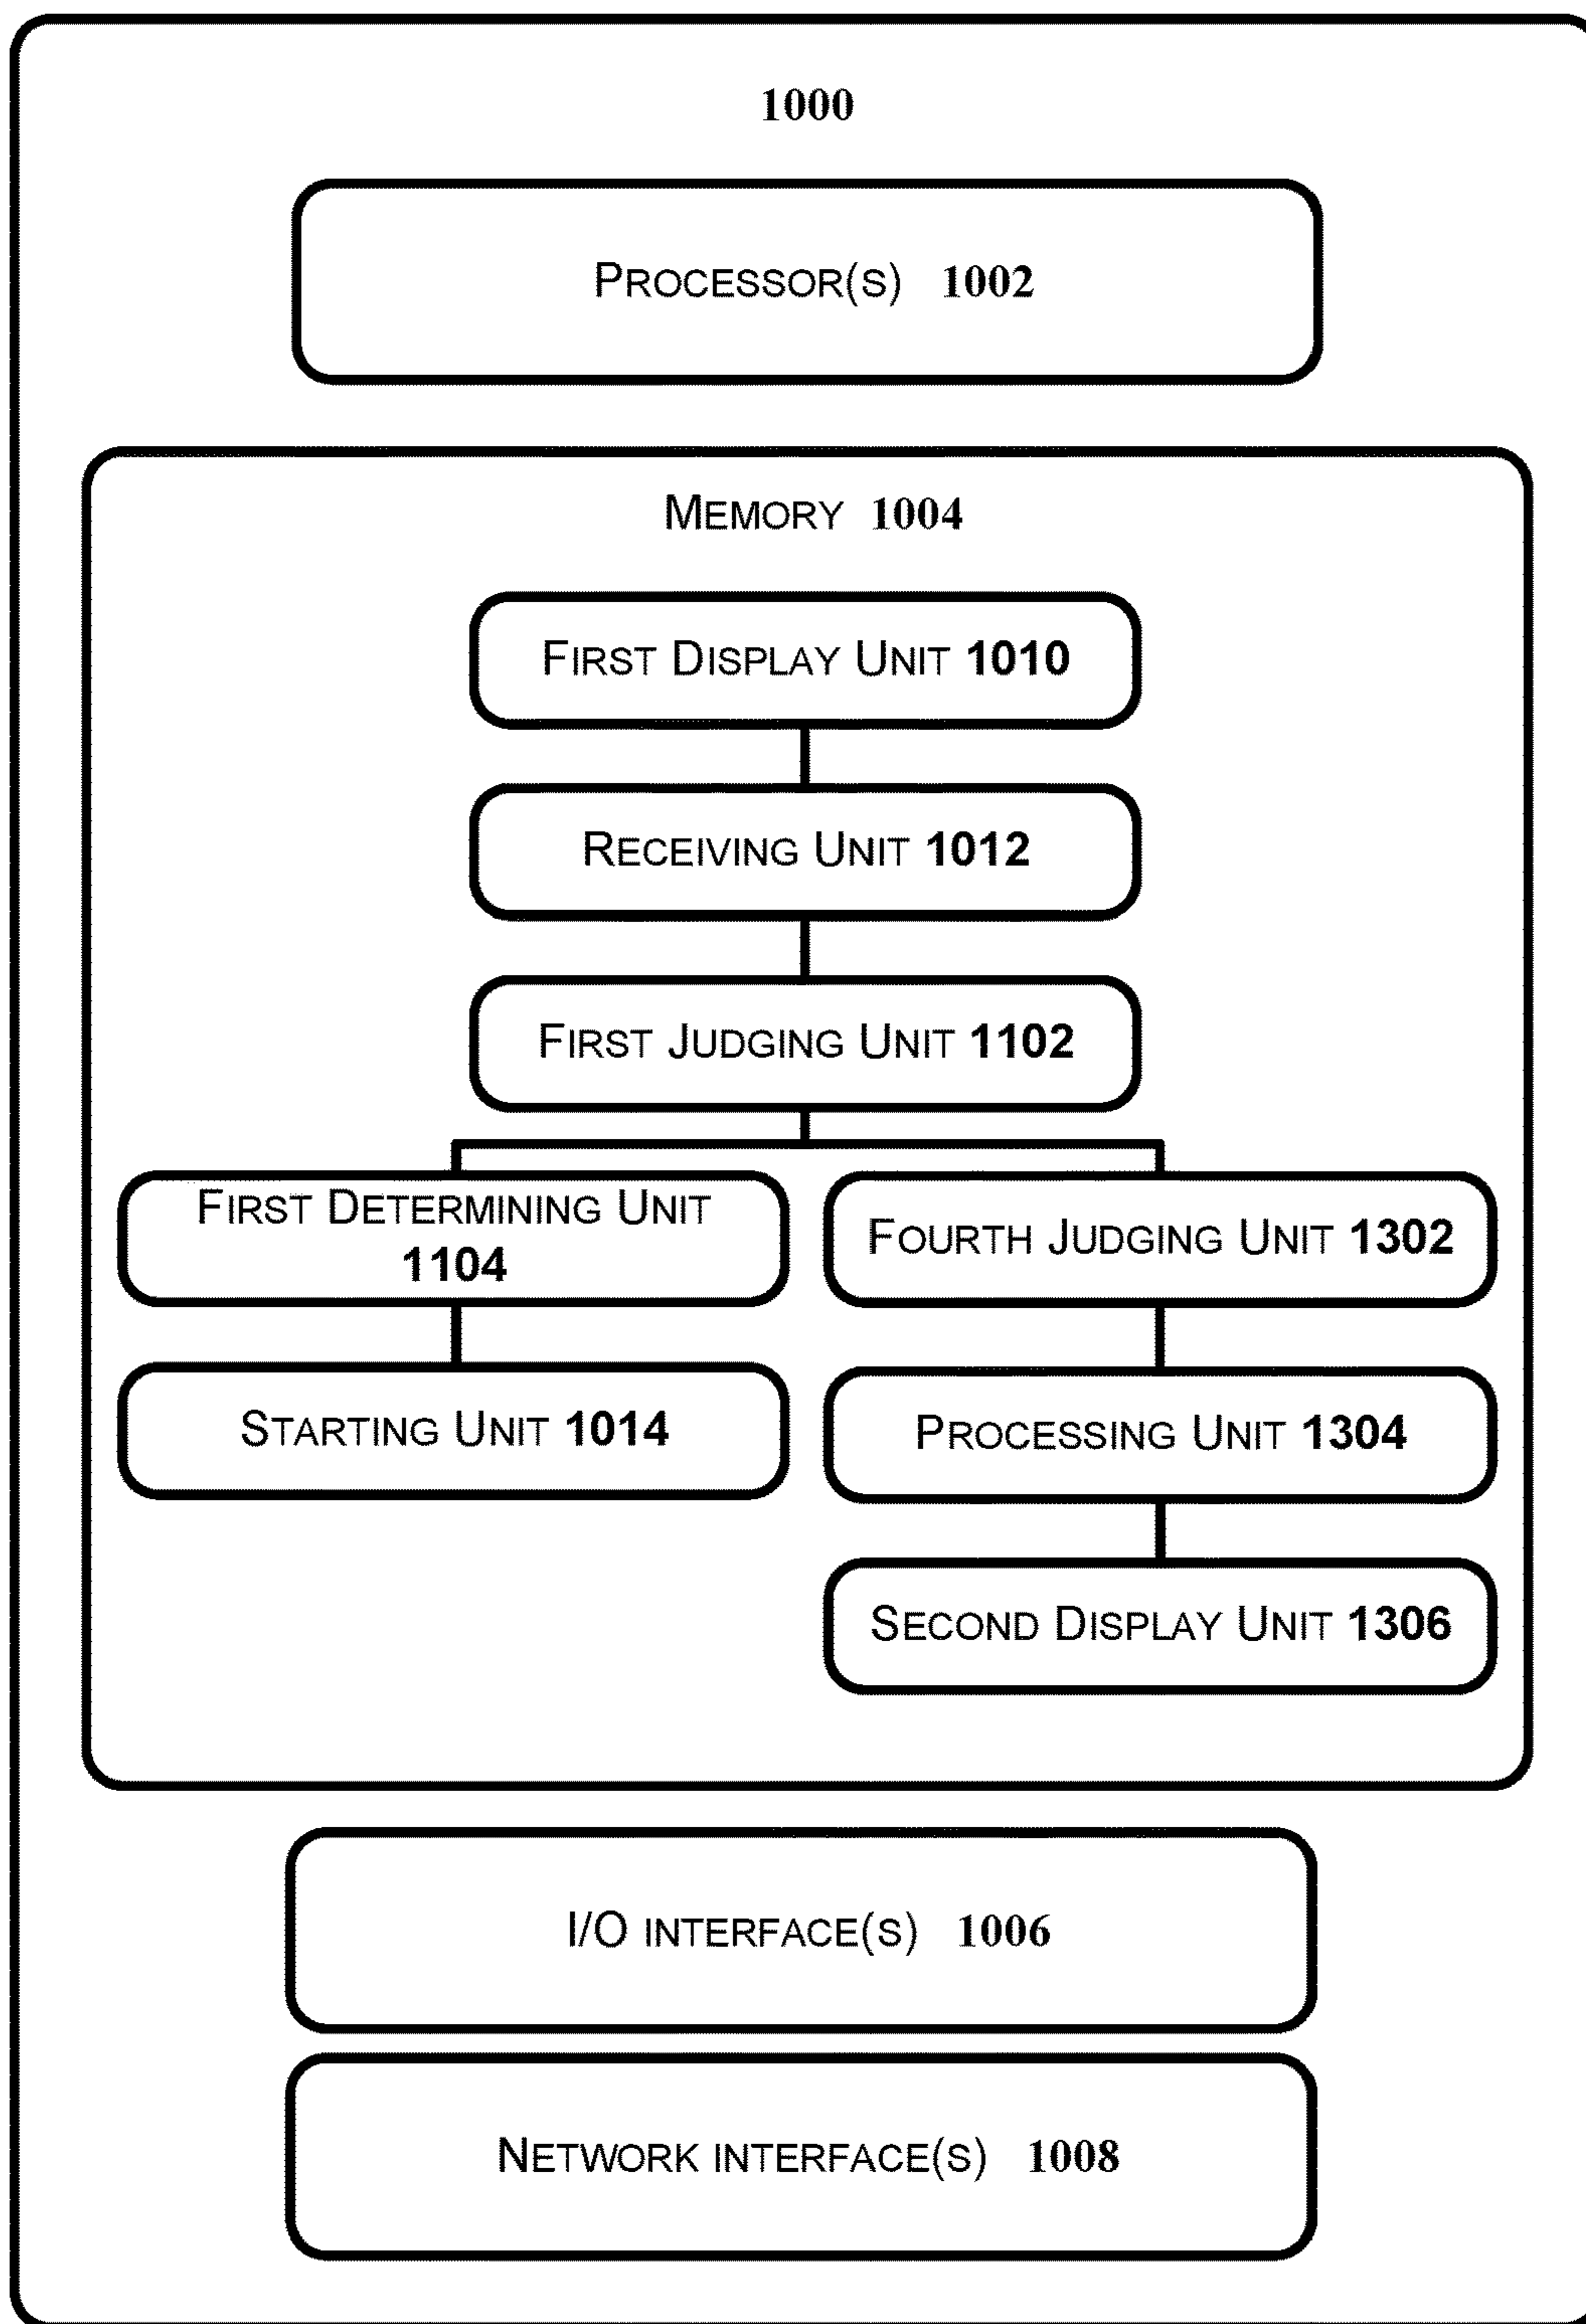 1000
PROCESSOR(S) 1002
MEMORY 1004
FIRST DISPLAY UNIT 1010
RECEIVING UNIT 1012
FIRST JUDGING UNIT 1102
FIRST DETERMINING UNIT
1104
FOURTH JUDGING UNIT 1302
STARTING UNIT 1014
PROCESSING UNIT 1304
SECOND DISPLAY UNIT 1306
I/O INTERFACE(S) 1006
NETWORK INTERFACE(S) 1008